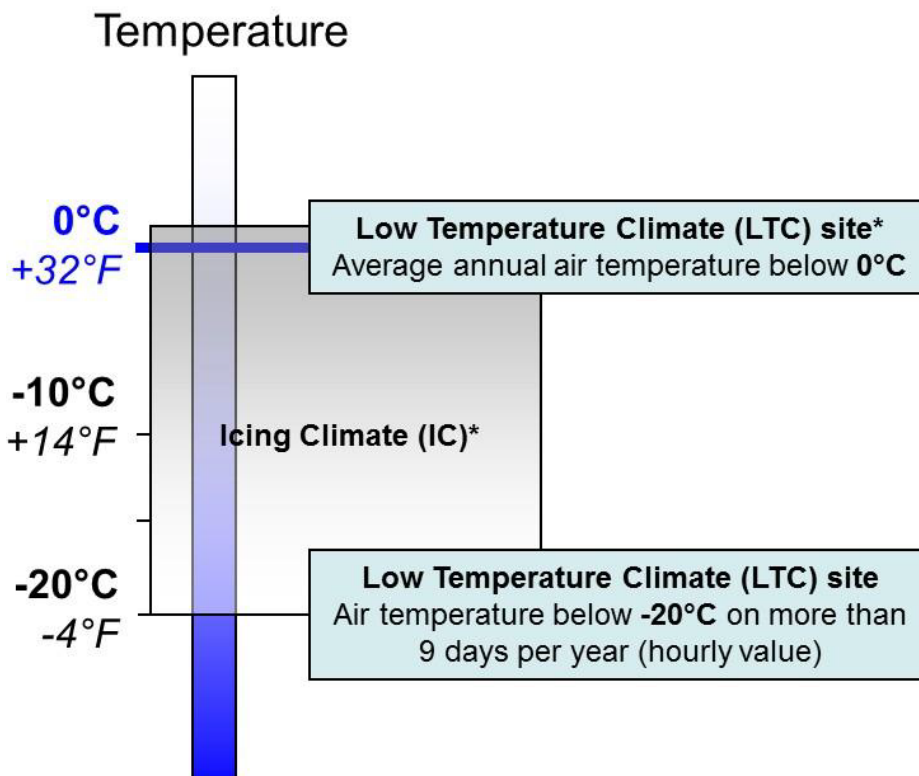 Temperature
0°C
+32°F
Low Temperature Climate (LTC) site*
Average annual air temperature below 0°C
-10°C
+14°F
Icing Climate (IC)*
-20°C
-4°F
Low Temperature Climate (LTC) site
Air temperature below -20°C on more than
9 days per year (hourly value)